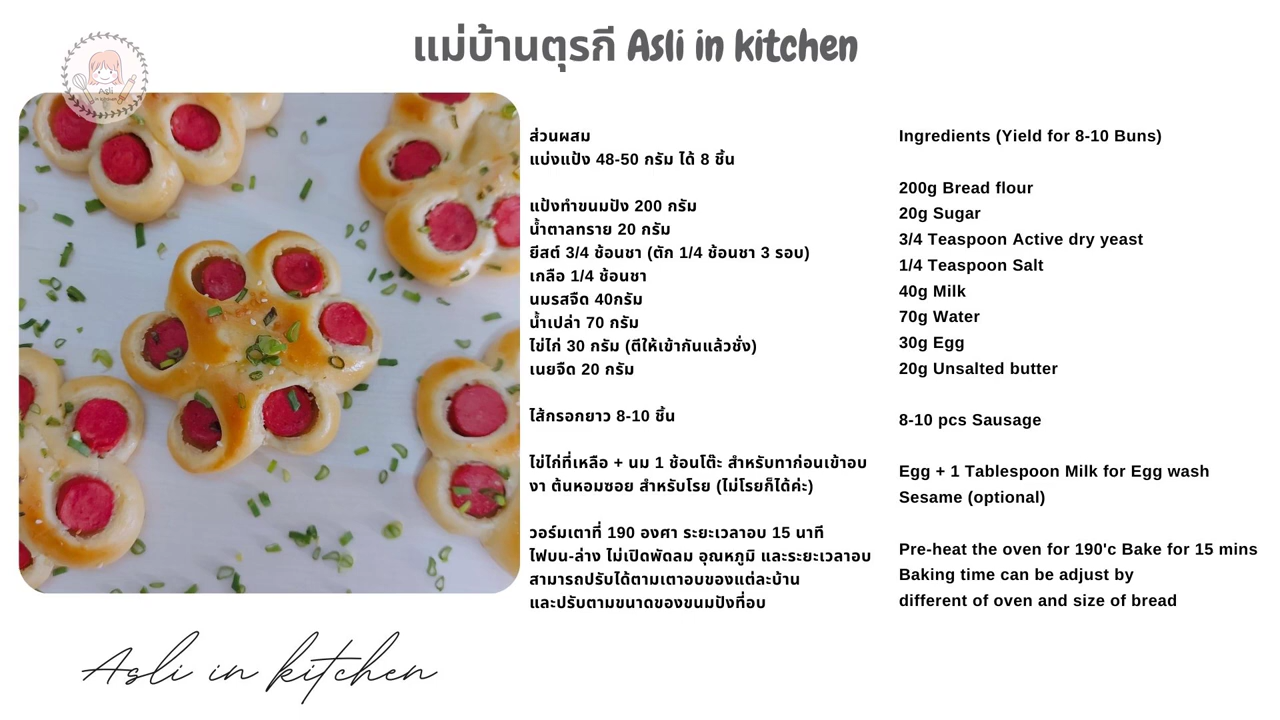 แม่บ้านตุรกี Asli in kitchen
Asli
in kitchen
ส่วนผสม
แบ่งแป้ง 48-50 กรัม ได้ 8 ชิ้น
แป้งทำขนมปัง 200 กรัม
น้ำตาลทราย 20 กรัม
ยีสต์ 3/4 ช้อนชา (ตัก 1/4 ช้อนชา 3 รอบ)
เกลือ 1/4 ช้อนชา
นมรสจืด 40กรัม
น้ำเปล่า 70 กรัม
ไข่ไก่ 30 กรัม (ตีให้เข้ากันแล้วชั่ง)
เนยจืด 20 กรัม
ไส้กรอกยาว 8-10 ชิ้น
ไข่ไก่ที่เหลือ + นม 1 ช้อนโต๊ะ สำหรับทาก่อนเข้าอบ
งา ต้นหอมซอย สำหรับโรย (ไม่โรยก็ได้ค่ะ)
วอร์มเตาที่ 190 องศา ระยะเวลาอบ 15 นาที
ไฟบน-ล่าง ไม่เปิดพัดลม อุณหภูมิ และระยะเวลาอบ
สามารถปรับได้ตามเตาอบของแต่ละบ้าน
และปรับตามขนาดของขนมปังที่อบ
Ingredients (Yield for 8-10 Buns)
200g Bread flour
20g Sugar
3/4 Teaspoon Active dry yeast
1/4 Teaspoon Salt
40g Milk
70g Water
30g Egg
20g Unsalted butter
8-10 pcs Sausage
Egg + 1 Tablespoon Milk for Egg wash
Sesame (optional)
Pre-heat the oven for 190'c Bake for 15 mins
Baking time can be adjust by
different of oven and size of bread
Asli in kitchen